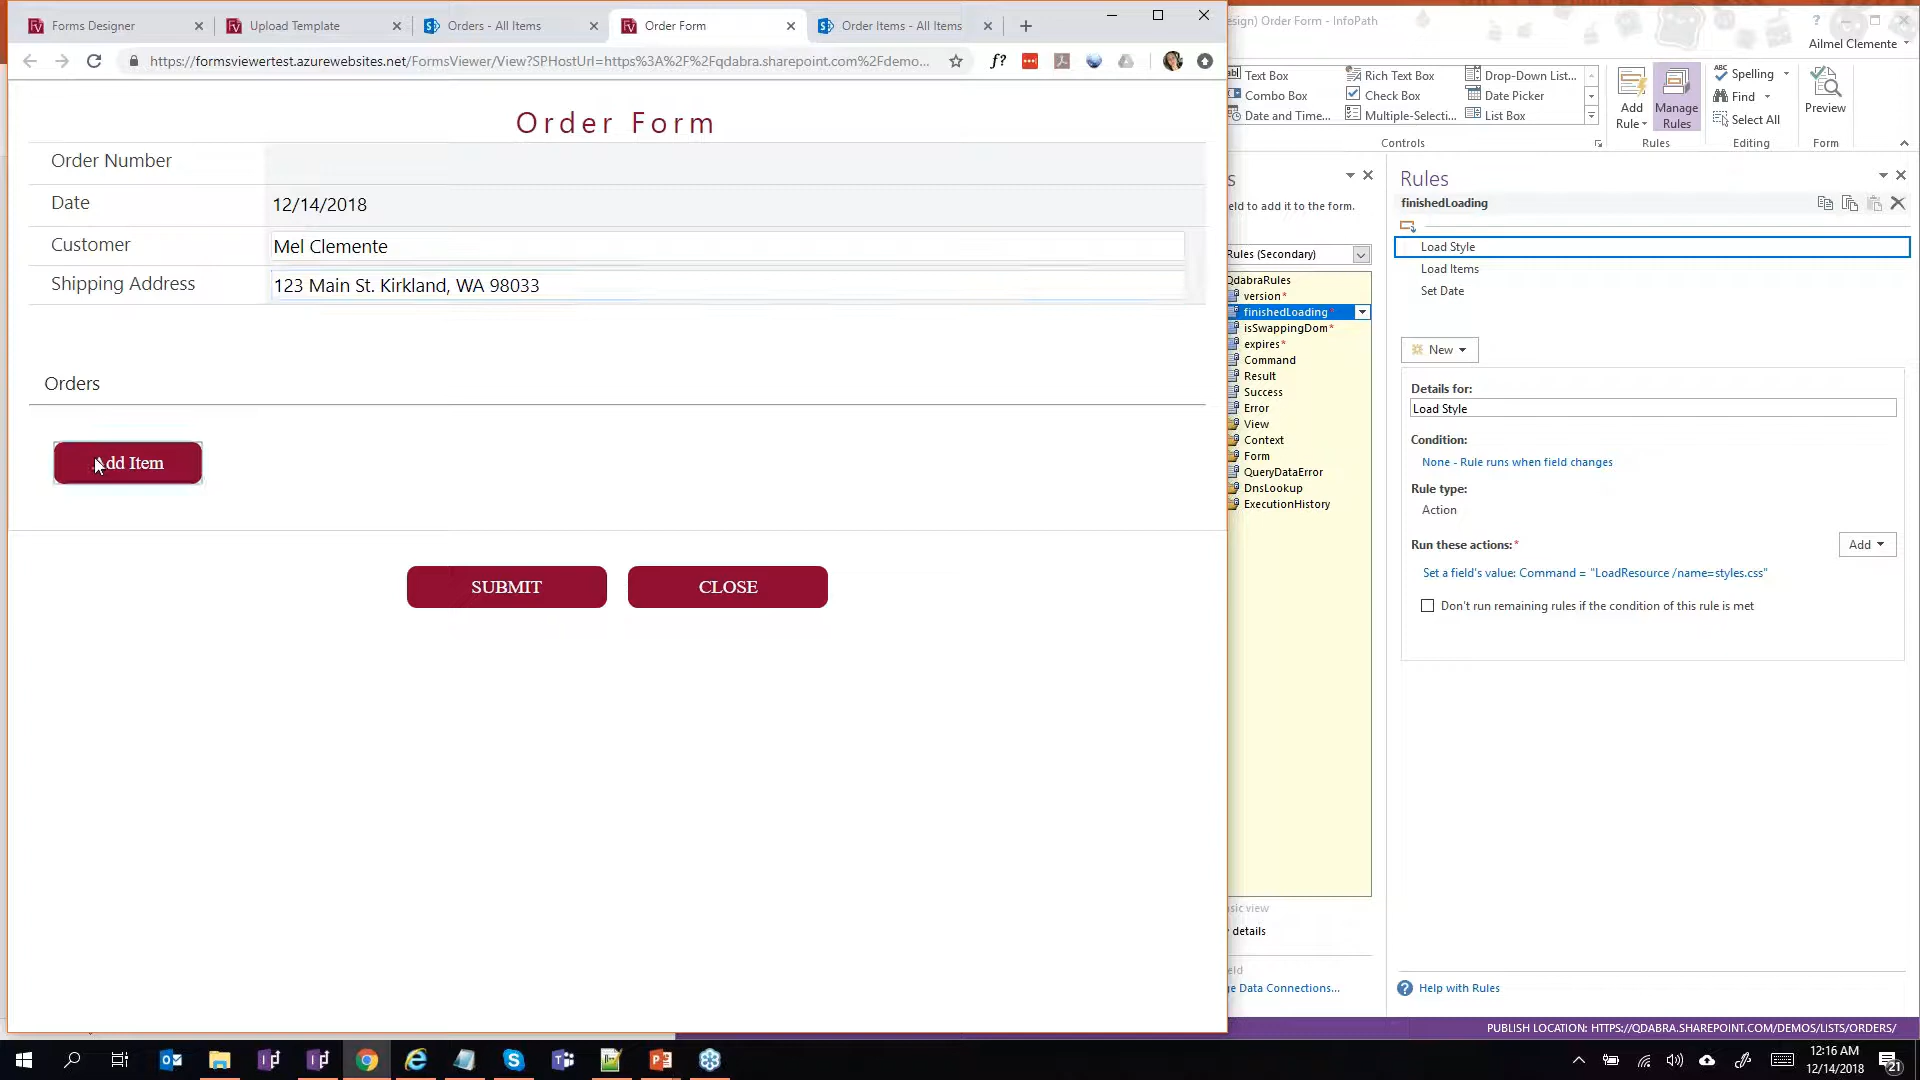 Forms Designer
Upload Template
Orders - All Items
Order Form
Order Items - All Items
https://formsviewertest.azurewebsites.net/FormsViewer/View?SPHostUrl=https%3A%2F%2Fqdabra.sharepoint.com%2Fdemo...
Order Form
Order Number
Date
12/14/2018
Customer
Mel Clemente
Shipping Address
123 Main St. Kirkland, WA 98033
Orders
Add Item
SUBMIT
CLOSE
esign) Order Form - InfoPath
Ailmel Clemente
Text Box
Rich Text Box
Drop-Down List...
Combo Box
Check Box
Date Picker
Date and Time...
Multiple-Selecti...
List Box
Controls
Add Rule
Manage Rules
Rules
Spelling
Find
Select All
Editing
Preview
Form
s
eld to add it to the form.
Rules (Secondary)
QdabraRules
version*
finishedLoading*
isSwappingDom*
expires*
Command
Result
Success
Error
View
Context
Form
QueryDataError
DnsLookup
ExecutionHistory
sic view
details
eld
ge Data Connections...
Rules
finishedLoading
Load Style
Load Items
Set Date
New
Details for:
Load Style
Condition:
None - Rule runs when field changes
Rule type:
Action
Run these actions:*
Add
Set a field's value: Command = "LoadResource /name=styles.css"
Don't run remaining rules if the condition of this rule is met
Help with Rules
PUBLISH LOCATION: HTTPS://QDABRA.SHAREPOINT.COM/DEMOS/LISTS/ORDERS/
12:16 AM
12/14/2018
21